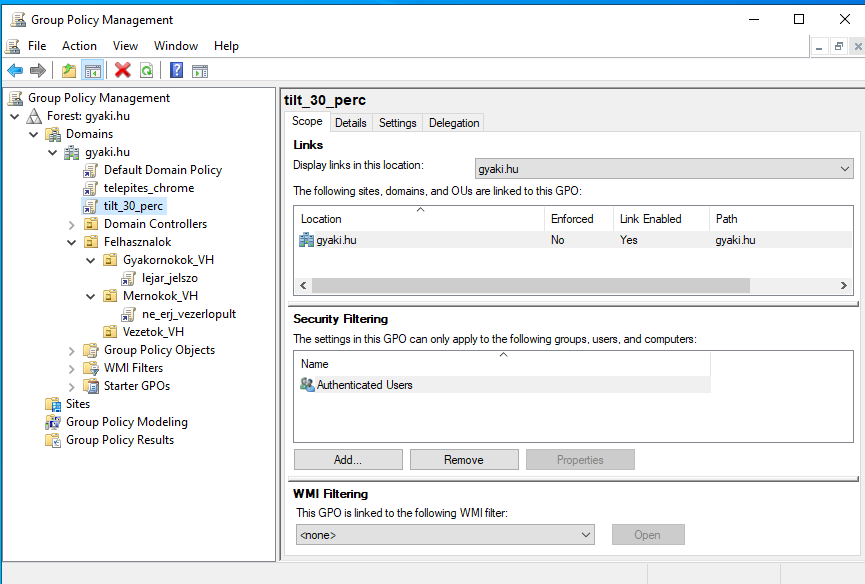 Group Policy Management
File Action View Window Help
Group Policy Management
Forest: gyaki.hu
Domains
gyaki.hu
Default Domain Policy
telepites_chrome
tilt_30_perc
Domain Controllers
Felhasznalok
Gyakornokok_VH
lejar_jelszo
Mernokok_VH
ne_erj_vezerlopult
Vezetok_VH
Group Policy Objects
WMI Filters
Starter GPOs
Sites
Group Policy Modeling
Group Policy Results
tilt_30_perc
Scope Details Settings Delegation
Links
Display links in this location: gyaki.hu
The following sites, domains, and OUs are linked to this GPO:
Location Enforced Link Enabled Path
gyaki.hu No Yes gyaki.hu
Security Filtering
The settings in this GPO can only apply to the following groups, users, and computers:
Name
Authenticated Users
Add... Remove Properties
WMI Filtering
This GPO is linked to the following WMI filter:
<none> Open